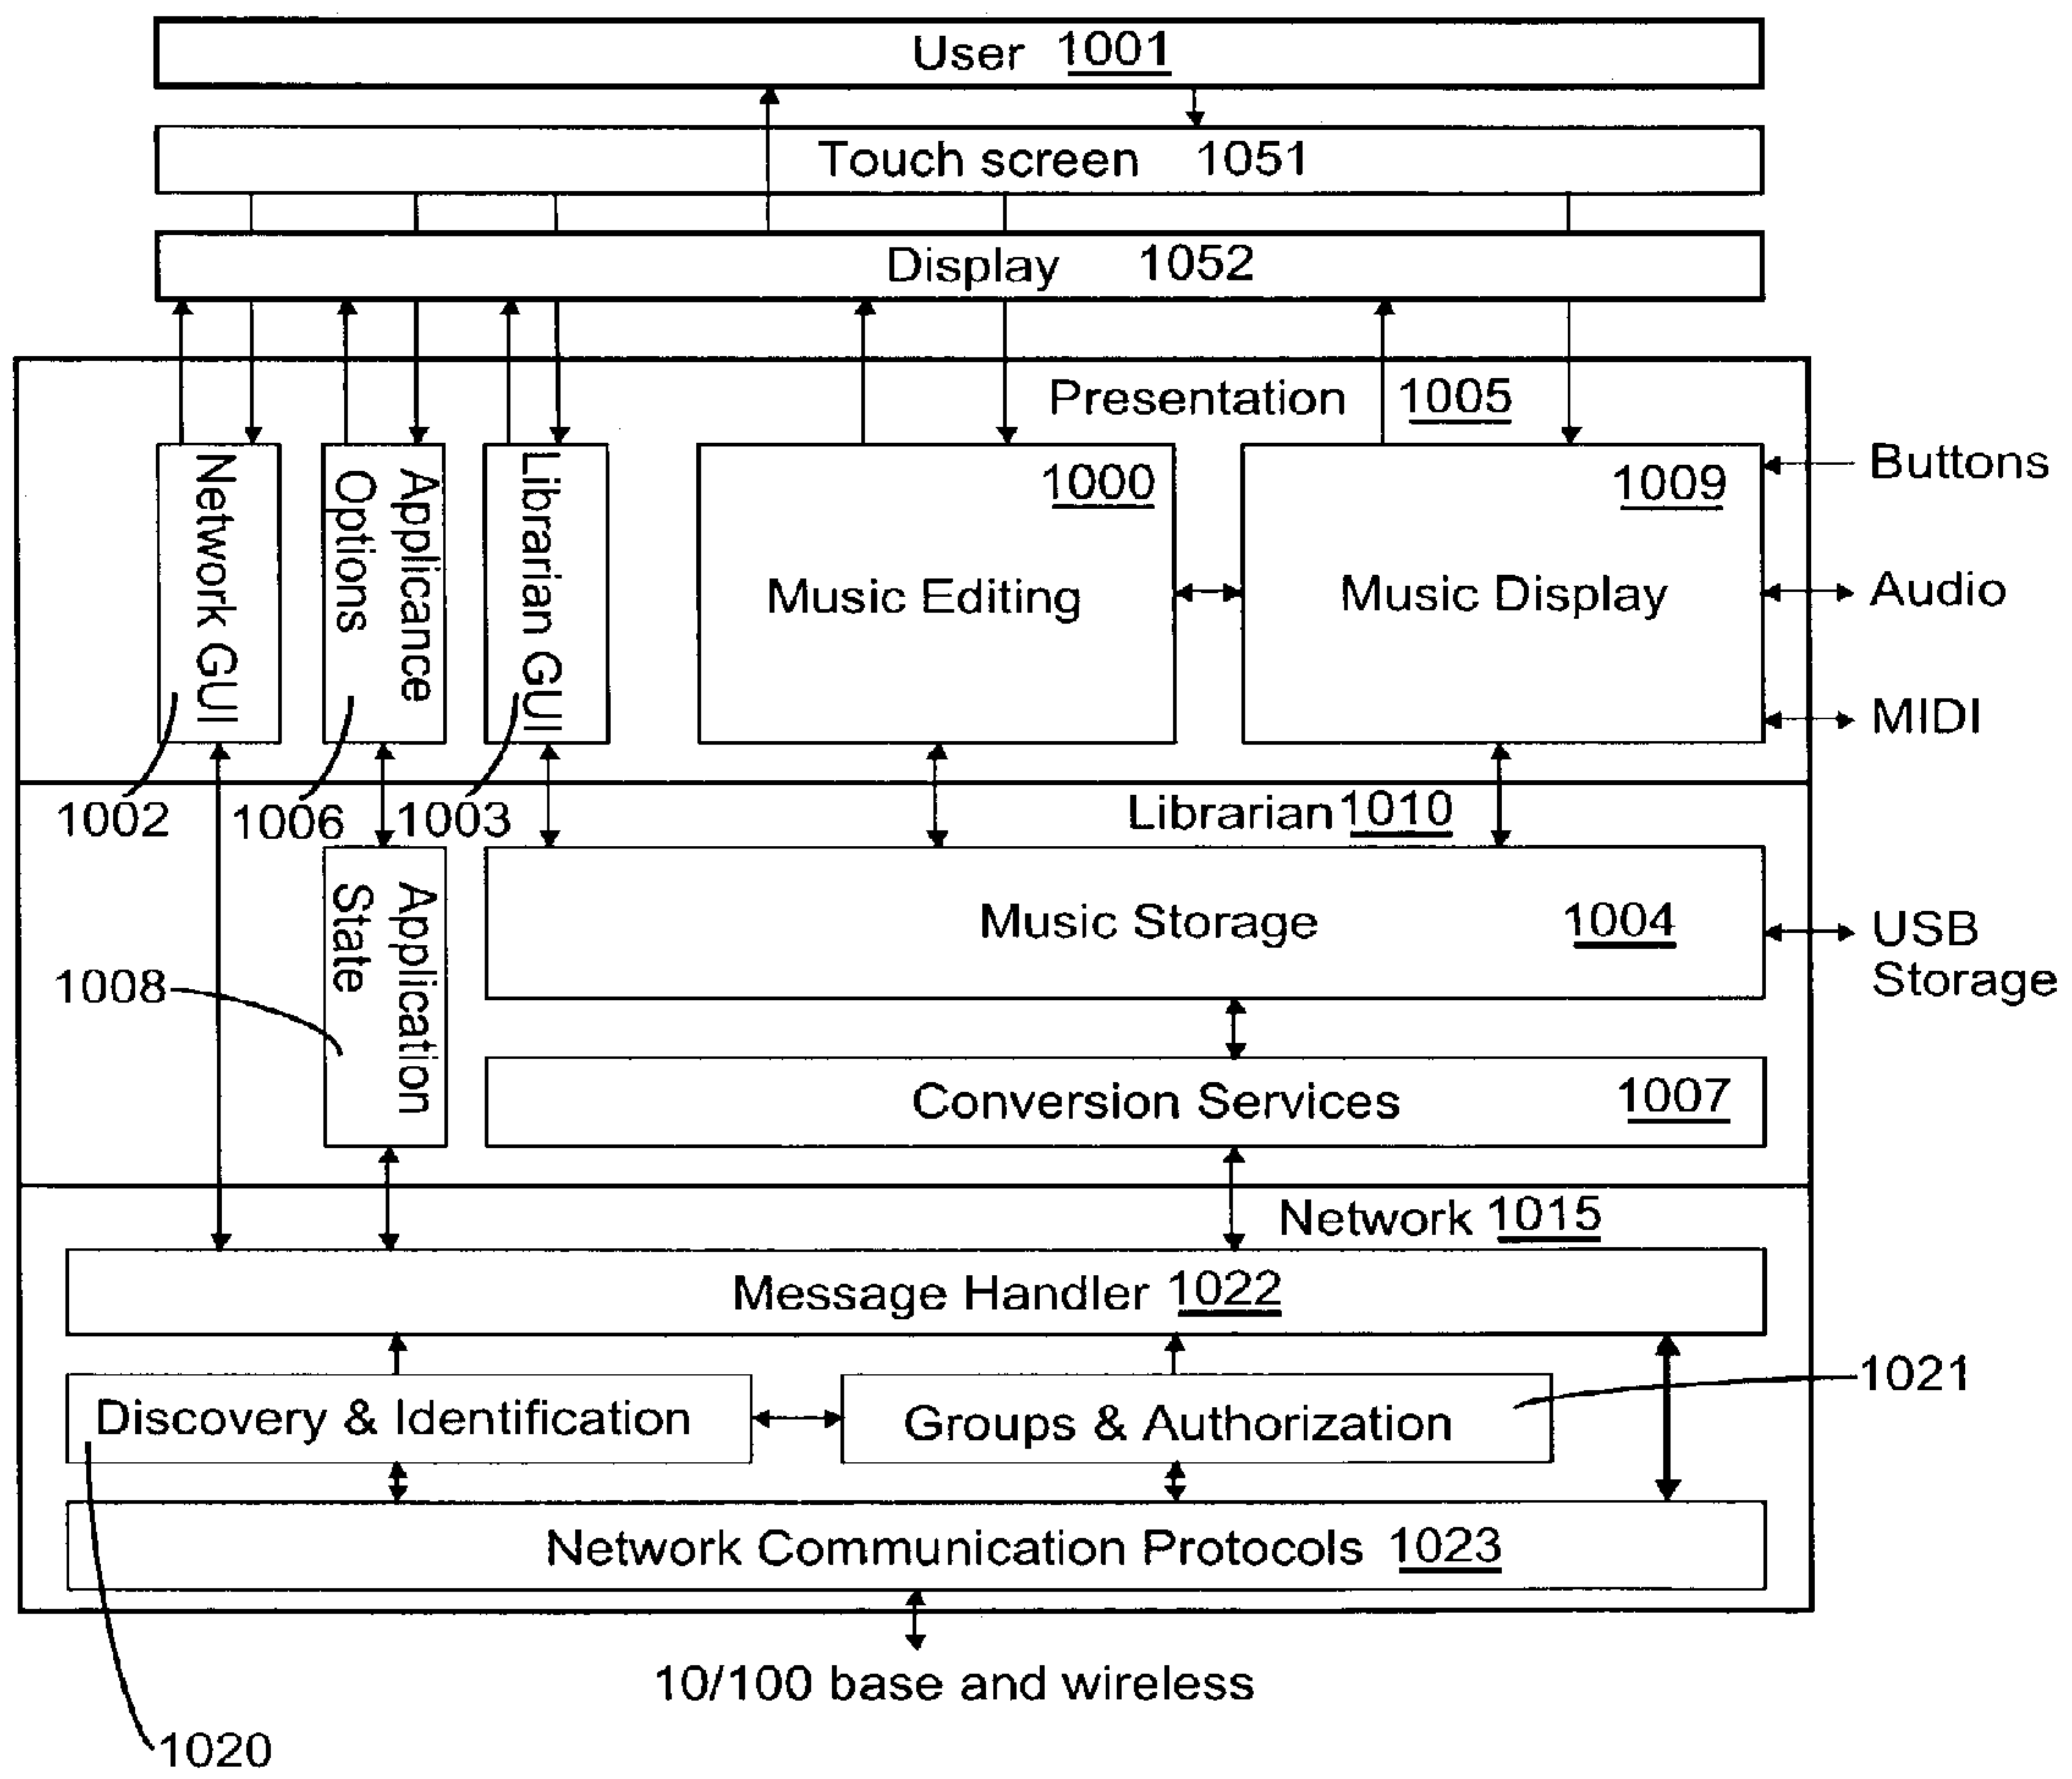 User 1001
Touch screen 1051
Display 1052
Presentation 1005
Network GUI
Applicance
Options
Librarian GUI
1000
Music Editing
1009
Music Display
Buttons
Audio
MIDI
1002
1006
1003
Librarian 1010
Application
State
1008
Music Storage 1004
USB
Storage
Conversion Services 1007
Network 1015
Message Handler 1022
Discovery & Identification
Groups & Authorization
1021
Network Communication Protocols 1023
10/100 base and wireless
1020